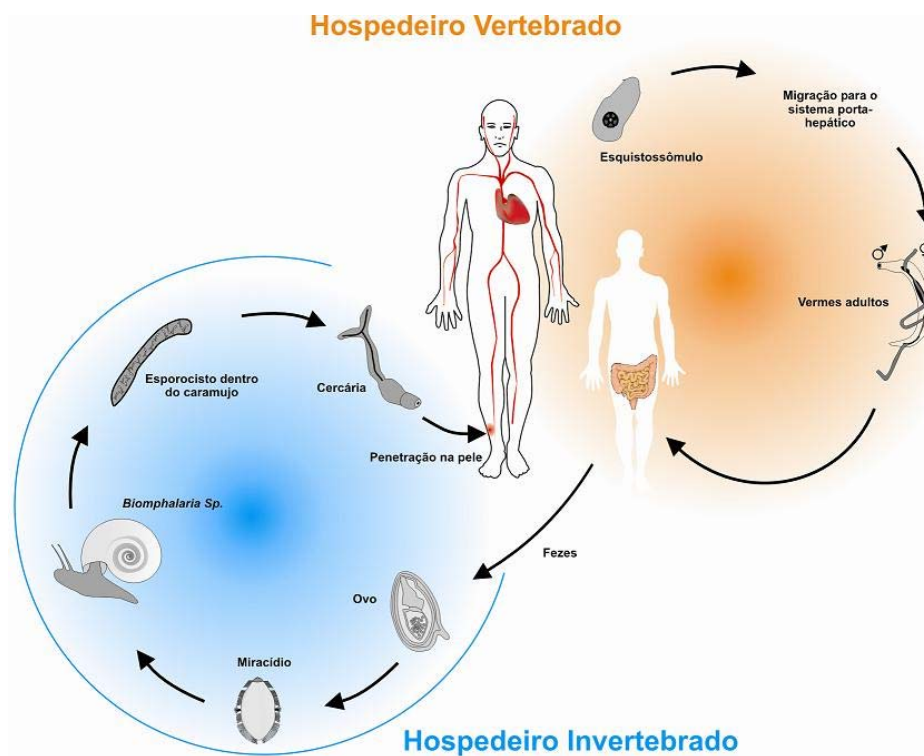 Hospedeiro Vertebrado
Migração para o
sistema porta-
hepático
Esquistossômulo
Vermes adultos
Esporocisto dentro
do caramujo
Cercária
Penetração na pele
Biomphalaria Sp.
Fezes
Ovo
Miracídio
Hospedeiro Invertebrado